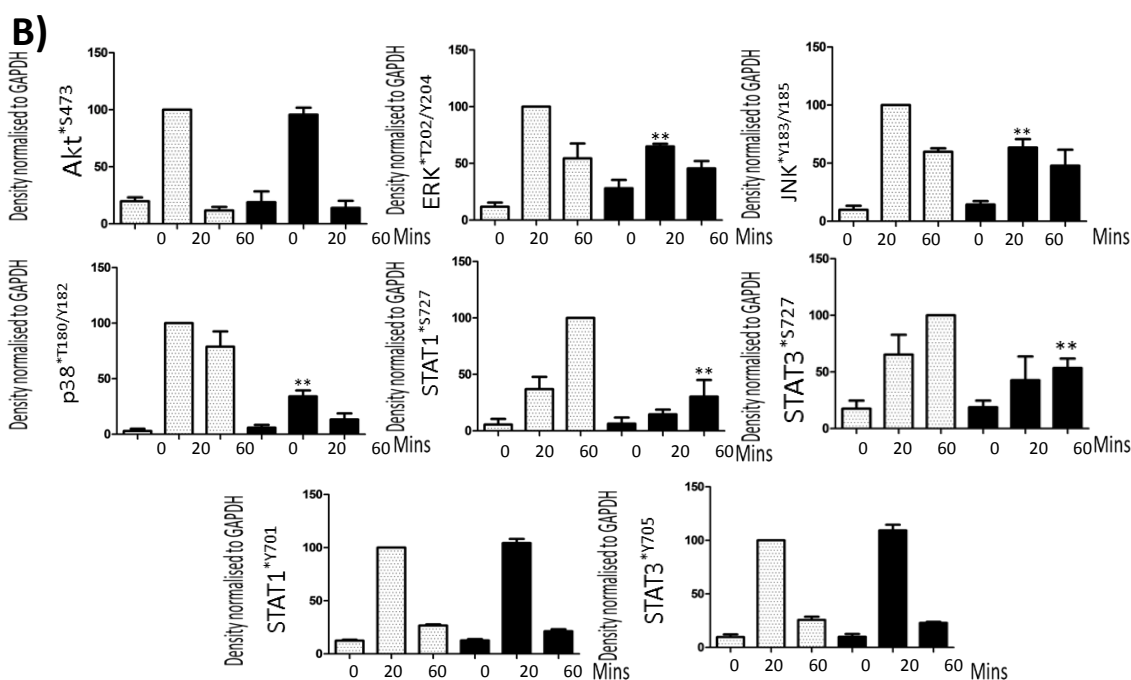 B)
Density normalised to GAPDH
Akt*S473
150
100
50
0
0 20 60 0 20 60 Mins
Density normalised to GAPDH
ERK*T202/Y204
150
100
50
0
**
0 20 60 0 20 60 Mins
Density normalised to GAPDH
JNK*Y183/Y185
150
100
50
0
**
0 20 60 0 20 60 Mins
Density normalised to GAPDH
p38*T180/Y182
150
100
50
0
**
0 20 60 0 20 60 Mins
Density normalised to GAPDH
STAT1*S727
150
100
50
0
**
0 20 60 0 20 60 Mins
Density normalised to GAPDH
STAT3*S727
150
100
50
0
**
0 20 60 0 20 60 Mins
Density normalised to GAPDH
STAT1*Y701
150
100
50
0
0 20 60 0 20 60 Mins
Density normalised to GAPDH
STAT3*Y705
150
100
50
0
0 20 60 0 20 60 Mins